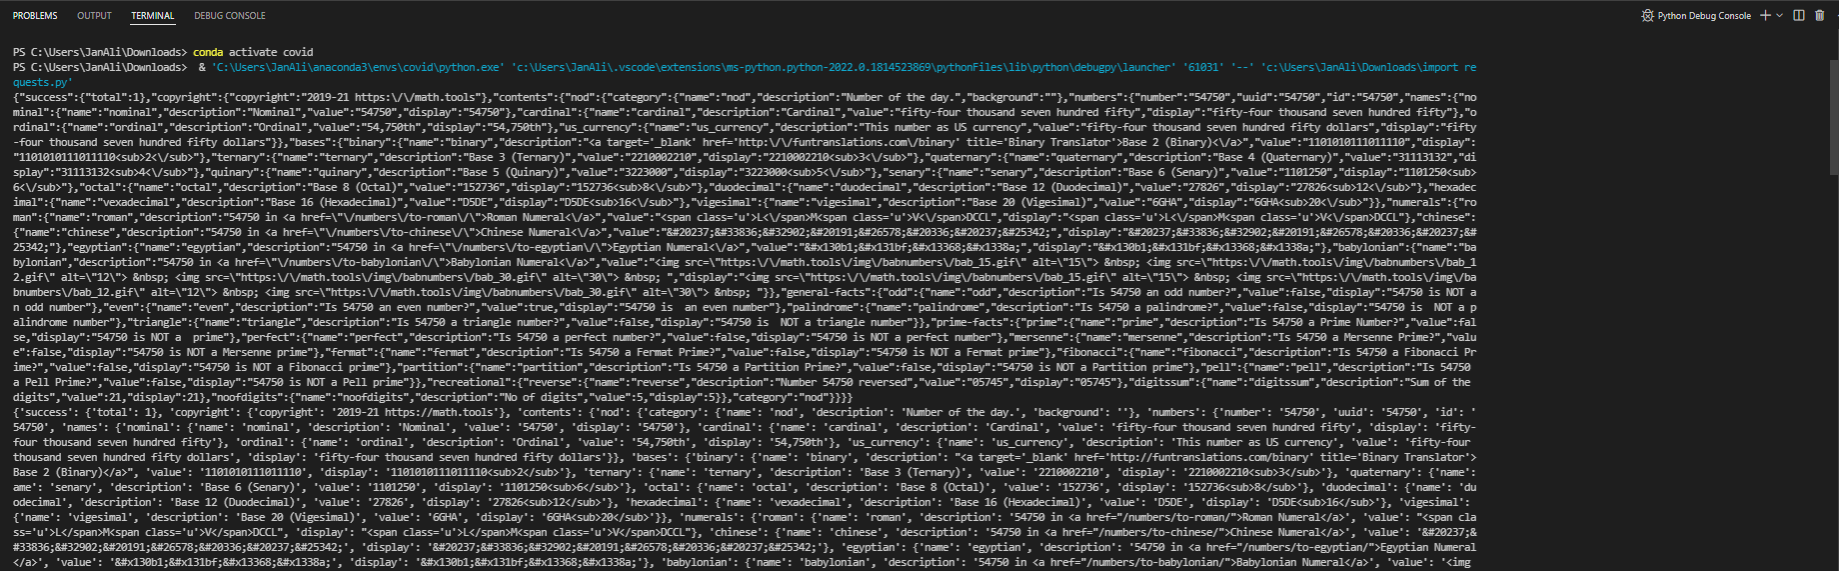 PROBLEMS OUTPUT TERMINAL DEBUG CONSOLE Python Debug Console
PS C:\Users\JanAli\Downloads> conda activate covid
PS C:\Users\JanAli\Downloads>  & 'C:\Users\JanAli\anaconda3\envs\covid\python.exe' 'c:\Users\JanAli\.vscode\extensions\ms-python.python-2022.0.1814523869\pythonFiles\lib\python\debugpy\launcher' '61031' '--' 'c:\Users\JanAli\Downloads\import re
quests.py'
{"success":{"total":1},"copyright":{"copyright":"2019-21 https:\/\/math.tools"},"contents":{"nod":{"category":{"name":"nod","description":"Number of the day.","background":""},"numbers":{"number":"54750","uuid":"54750","id":"54750","names":{"no
minal":{"name":"nominal","description":"Nominal","value":"54750","display":"54750"},"cardinal":{"name":"cardinal","description":"Cardinal","value":"fifty-four thousand seven hundred fifty","display":"fifty-four thousand seven hundred fifty"},"o
rdinal":{"name":"ordinal","description":"Ordinal","value":"54,750th","display":"54,750th"},"us_currency":{"name":"us_currency","description":"This number as US currency","value":"fifty-four thousand seven hundred fifty dollars","display":"fifty
-four thousand seven hundred fifty dollars"}},"bases":{"binary":{"name":"binary","description":"<a target='_blank' href='http:\/\/funtranslations.com\/binary' title='Binary Translator'>Base 2 (Binary)<\/a>","value":"1101010111011110","display":
"1101010111011110<sub>2<\/sub>"},"ternary":{"name":"ternary","description":"Base 3 (Ternary)","value":"2210002210","display":"2210002210<sub>3<\/sub>"},"quaternary":{"name":"quaternary","description":"Base 4 (Quaternary)","value":"31113132","di
splay":"31113132<sub>4<\/sub>"},"quinary":{"name":"quinary","description":"Base 5 (Quinary)","value":"3223000","display":"3223000<sub>5<\/sub>"},"senary":{"name":"senary","description":"Base 6 (Senary)","value":"1101250","display":"1101250<sub>
6<\/sub>"},"octal":{"name":"octal","description":"Base 8 (Octal)","value":"152736","display":"152736<sub>8<\/sub>"},"duodecimal":{"name":"duodecimal","description":"Base 12 (Duodecimal)","value":"27826","display":"27826<sub>12<\/sub>"},"hexadec
imal":{"name":"vexadecimal","description":"Base 16 (Hexadecimal)","value":"D5DE","display":"D5DE<sub>16<\/sub>"},"vigesimal":{"name":"vigesimal","description":"Base 20 (Vigesimal)","value":"6GHA","display":"6GHA<sub>20<\/sub>"}},"numerals":{"ro
man":{"name":"roman","description":"54750 in <a href=\"\/numbers\/to-roman\/\">Roman Numeral<\/a>","value":"<span class='u'>L<\/span>M<span class='u'>V<\/span>DCCL","display":"<span class='u'>L<\/span>M<span class='u'>V<\/span>DCCL"},"chinese":
{"name":"chinese","description":"54750 in <a href=\"\/numbers\/to-chinese\/\">Chinese Numeral<\/a>","value":"&#20237;&#33836;&#32902;&#20191;&#26578;&#20336;&#20237;&#25342;","display":"&#20237;&#33836;&#32902;&#20191;&#26578;&#20336;&#20237;&#
25342;"},"egyptian":{"name":"egyptian","description":"54750 in <a href=\"\/numbers\/to-egyptian\/\">Egyptian Numeral<\/a>","value":"&#x130b1;&#x131bf;&#x13368;&#x1338a;","display":"&#x130b1;&#x131bf;&#x13368;&#x1338a;"},"babylonian":{"name":"ba
bylonian","description":"54750 in <a href=\"\/numbers\/to-babylonian\/\">Babylonian Numeral<\/a>","value":"<img src=\"https:\/\/math.tools\/img\/babnumbers\/bab_15.gif\" alt=\"15\"> &nbsp; <img src=\"https:\/\/math.tools\/img\/babnumbers\/bab_1
2.gif\" alt=\"12\"> &nbsp; <img src=\"https:\/\/math.tools\/img\/babnumbers\/bab_30.gif\" alt=\"30\"> &nbsp; ","display":"<img src=\"https:\/\/math.tools\/img\/babnumbers\/bab_15.gif\" alt=\"15\"> &nbsp; <img src=\"https:\/\/math.tools\/img\/ba
bnumbers\/bab_12.gif\" alt=\"12\"> &nbsp; <img src=\"https:\/\/math.tools\/img\/babnumbers\/bab_30.gif\" alt=\"30\"> &nbsp; "}},"general-facts":{"odd":{"name":"odd","description":"Is 54750 an odd number?","value":false,"display":"54750 is NOT a
n odd number"},"even":{"name":"even","description":"Is 54750 an even number?","value":true,"display":"54750 is  an even number"},"palindrome":{"name":"palindrome","description":"Is 54750 a palindrome?","value":false,"display":"54750 is  NOT a p
alindrome number"},"triangle":{"name":"triangle","description":"Is 54750 a triangle number?","value":false,"display":"54750 is  NOT a triangle number"}},"prime-facts":{"prime":{"name":"prime","description":"Is 54750 a Prime Number?","value":fal
se,"display":"54750 is NOT a  prime"},"perfect":{"name":"perfect","description":"Is 54750 a perfect number?","value":false,"display":"54750 is NOT a perfect number"},"mersenne":{"name":"mersenne","description":"Is 54750 a Mersenne Prime?","valu
e":false,"display":"54750 is NOT a Mersenne prime"},"fermat":{"name":"fermat","description":"Is 54750 a Fermat Prime?","value":false,"display":"54750 is NOT a Fermat prime"},"fibonacci":{"name":"fibonacci","description":"Is 54750 a Fibonacci Pr
ime?","value":false,"display":"54750 is NOT a Fibonacci prime"},"partition":{"name":"partition","description":"Is 54750 a Partition Prime?","value":false,"display":"54750 is NOT a Partition prime"},"pell":{"name":"pell","description":"Is 54750 
a Pell Prime?","value":false,"display":"54750 is NOT a Pell prime"}},"recreational":{"reverse":{"name":"reverse","description":"Number 54750 reversed","value":"05745","display":"05745"},"digitssum":{"name":"digitssum","description":"Sum of the 
digits","value":21,"display":21},"noofdigits":{"name":"noofdigits","description":"No of digits","value":5,"display":5}},"category":"nod"}}}}
{'success': {'total': 1}, 'copyright': {'copyright': '2019-21 https://math.tools'}, 'contents': {'nod': {'category': {'name': 'nod', 'description': 'Number of the day.', 'background': ''}, 'numbers': {'number': '54750', 'uuid': '54750', 'id': '
54750', 'names': {'nominal': {'name': 'nominal', 'description': 'Nominal', 'value': '54750', 'display': '54750'}, 'cardinal': {'name': 'cardinal', 'description': 'Cardinal', 'value': 'fifty-four thousand seven hundred fifty', 'display': 'fifty-
four thousand seven hundred fifty'}, 'ordinal': {'name': 'ordinal', 'description': 'Ordinal', 'value': '54,750th', 'display': '54,750th'}, 'us_currency': {'name': 'us_currency', 'description': 'This number as US currency', 'value': 'fifty-four 
thousand seven hundred fifty dollars', 'display': 'fifty-four thousand seven hundred fifty dollars'}}, 'bases': {'binary': {'name': 'binary', 'description': "<a target='_blank' href='http://funtranslations.com/binary' title='Binary Translator'>
Base 2 (Binary)</a>", 'value': '1101010111011110', 'display': '1101010111011110<sub>2</sub>'}, 'ternary': {'name': 'ternary', 'description': 'Base 3 (Ternary)', 'value': '2210002210', 'display': '2210002210<sub>3</sub>'}, 'quaternary': {'name':
ame': 'senary', 'description': 'Base 6 (Senary)', 'value': '1101250', 'display': '1101250<sub>6</sub>'}, 'octal': {'name': 'octal', 'description': 'Base 8 (Octal)', 'value': '152736', 'display': '152736<sub>8</sub>'}, 'duodecimal': {'name': 'du
odecimal', 'description': 'Base 12 (Duodecimal)', 'value': '27826', 'display': '27826<sub>12</sub>'}, 'hexadecimal': {'name': 'vexadecimal', 'description': 'Base 16 (Hexadecimal)', 'value': 'D5DE', 'display': 'D5DE<sub>16</sub>'}, 'vigesimal': 
{'name': 'vigesimal', 'description': 'Base 20 (Vigesimal)', 'value': '6GHA', 'display': '6GHA<sub>20</sub>'}}, 'numerals': {'roman': {'name': 'roman', 'description': '54750 in <a href="/numbers/to-roman/">Roman Numeral</a>', 'value': "<span cla
ss='u'>L</span>M<span class='u'>V</span>DCCL", 'display': "<span class='u'>L</span>M<span class='u'>V</span>DCCL"}, 'chinese': {'name': 'chinese', 'description': '54750 in <a href="/numbers/to-chinese/">Chinese Numeral</a>', 'value': '&#20237;&
#33836;&#32902;&#20191;&#26578;&#20336;&#20237;&#25342;', 'display': '&#20237;&#33836;&#32902;&#20191;&#26578;&#20336;&#20237;&#25342;'}, 'egyptian': {'name': 'egyptian', 'description': '54750 in <a href="/numbers/to-egyptian/">Egyptian Numeral
</a>', 'value': '&#x130b1;&#x131bf;&#x13368;&#x1338a;', 'display': '&#x130b1;&#x131bf;&#x13368;&#x1338a;'}, 'babylonian': {'name': 'babylonian', 'description': '54750 in <a href="/numbers/to-babylonian/">Babylonian Numeral</a>', 'value': '<img